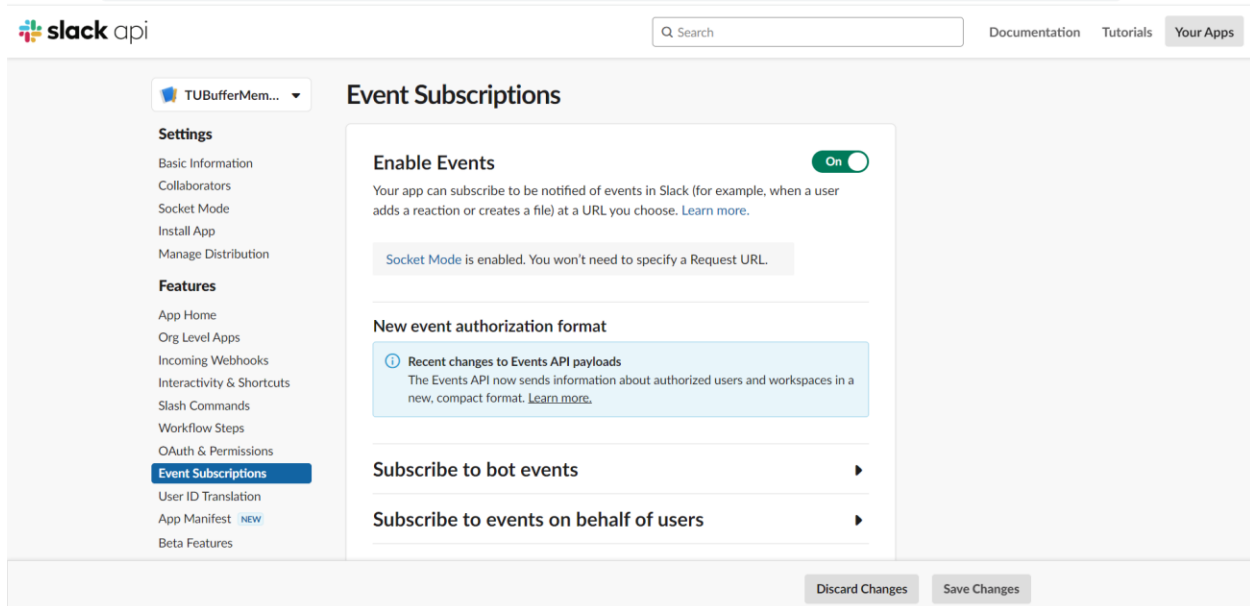 slack api
Search
Documentation
Tutorials
Your Apps
TUBufferMem...
Settings
Basic Information
Collaborators
Socket Mode
Install App
Manage Distribution
Features
App Home
Org Level Apps
Incoming Webhooks
Interactivity & Shortcuts
Slash Commands
Workflow Steps
OAuth & Permissions
Event Subscriptions
User ID Translation
App Manifest NEW
Beta Features
Event Subscriptions
Enable Events
On
Your app can subscribe to be notified of events in Slack (for example, when a user
adds a reaction or creates a file) at a URL you choose. Learn more.
Socket Mode is enabled. You won't need to specify a Request URL.
New event authorization format
Recent changes to Events API payloads
The Events API now sends information about authorized users and workspaces in a
new, compact format. Learn more.
Subscribe to bot events
Subscribe to events on behalf of users
Discard Changes
Save Changes